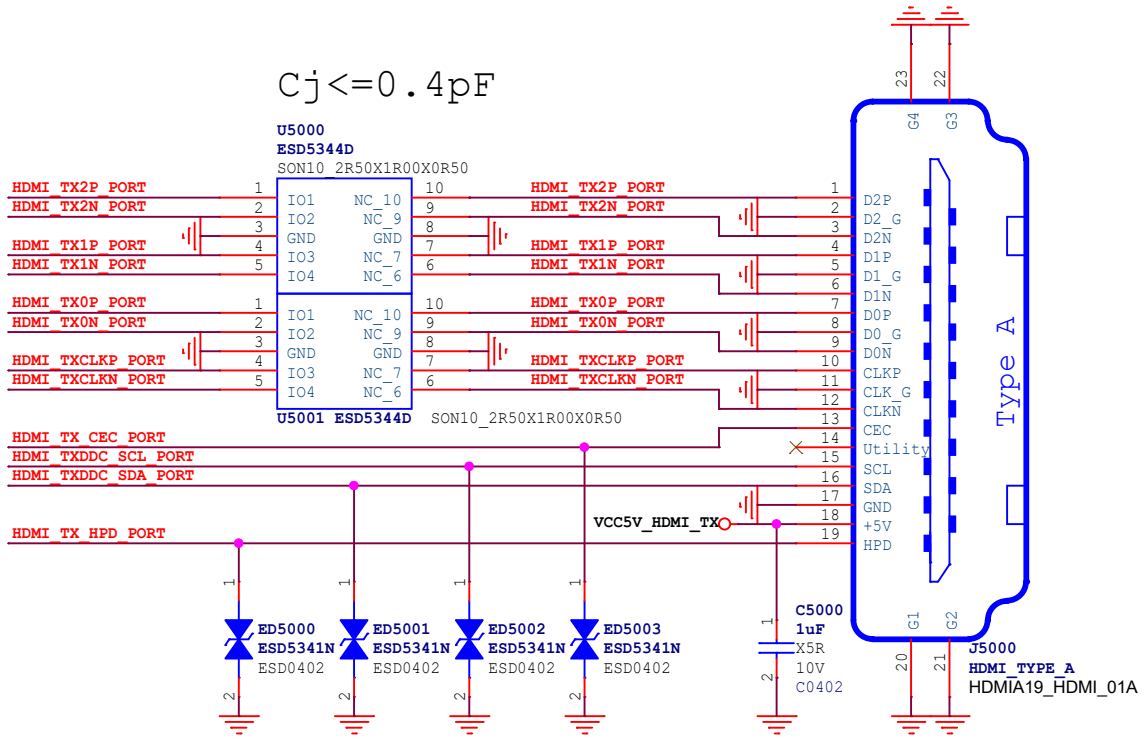 23
22
G4
G3
Cj<=0.4pF
U5000
ESD5344D
SON10_2R50X1R00X0R50
HDMI_TX2P_PORT 1 IO1 NC_10 10 HDMI_TX2P_PORT 1 D2P
HDMI_TX2N_PORT 2 IO2 NC_9 9 HDMI_TX2N_PORT 2 D2_G
3 GND GND 8 3 D2N
HDMI_TX1P_PORT 4 IO3 NC_7 7 HDMI_TX1P_PORT 4 D1P
HDMI_TX1N_PORT 5 IO4 NC_6 6 HDMI_TX1N_PORT 5 D1_G
6 D1N
HDMI_TX0P_PORT 1 IO1 NC_10 10 HDMI_TX0P_PORT 7 D0P
HDMI_TX0N_PORT 2 IO2 NC_9 9 HDMI_TX0N_PORT 8 D0_G
3 GND GND 8 9 D0N
HDMI_TXCLKP_PORT 4 IO3 NC_7 7 HDMI_TXCLKP_PORT 10 CLKP
HDMI_TXCLKN_PORT 5 IO4 NC_6 6 HDMI_TXCLKN_PORT 11 CLK_G
12 CLKN
U5001 ESD5344D SON10_2R50X1R00X0R50
13 CEC
HDMI_TX_CEC_PORT 14 Utility
HDMI_TXDDC_SCL_PORT 15 SCL
HDMI_TXDDC_SDA_PORT 16 SDA
17 GND
VCC5V_HDMI_TX 18 +5V
HDMI_TX_HPD_PORT 19 HPD
Type A
1
2
ED5000
ESD5341N
ESD0402
1
2
ED5001
ESD5341N
ESD0402
1
2
ED5002
ESD5341N
ESD0402
1
2
ED5003
ESD5341N
ESD0402
1
2
C5000
1uF
X5R
10V
C0402
G1
G2
20
21
J5000
HDMI_TYPE_A
HDMIA19_HDMI_01A